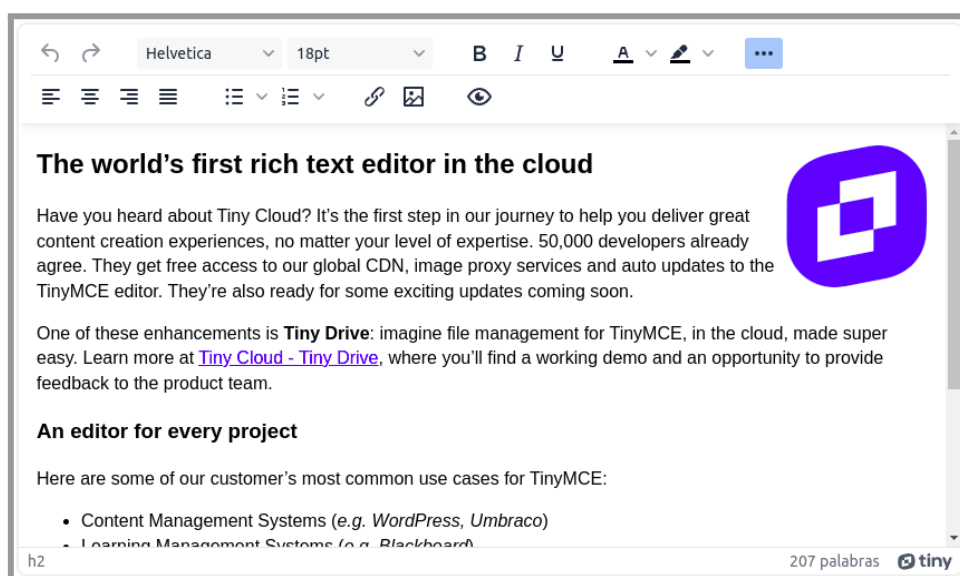 Helvetica 18pt B I U A
The world’s first rich text editor in the cloud
Have you heard about Tiny Cloud? It’s the first step in our journey to help you deliver great
content creation experiences, no matter your level of expertise. 50,000 developers already
agree. They get free access to our global CDN, image proxy services and auto updates to the
TinyMCE editor. They’re also ready for some exciting updates coming soon.
One of these enhancements is Tiny Drive: imagine file management for TinyMCE, in the cloud, made super
easy. Learn more at Tiny Cloud - Tiny Drive, where you’ll find a working demo and an opportunity to provide
feedback to the product team.
An editor for every project
Here are some of our customer’s most common use cases for TinyMCE:
• Content Management Systems (e.g. WordPress, Umbraco)
• Learning Management Systems (e.g. Blackboard)
h2 207 palabras tiny